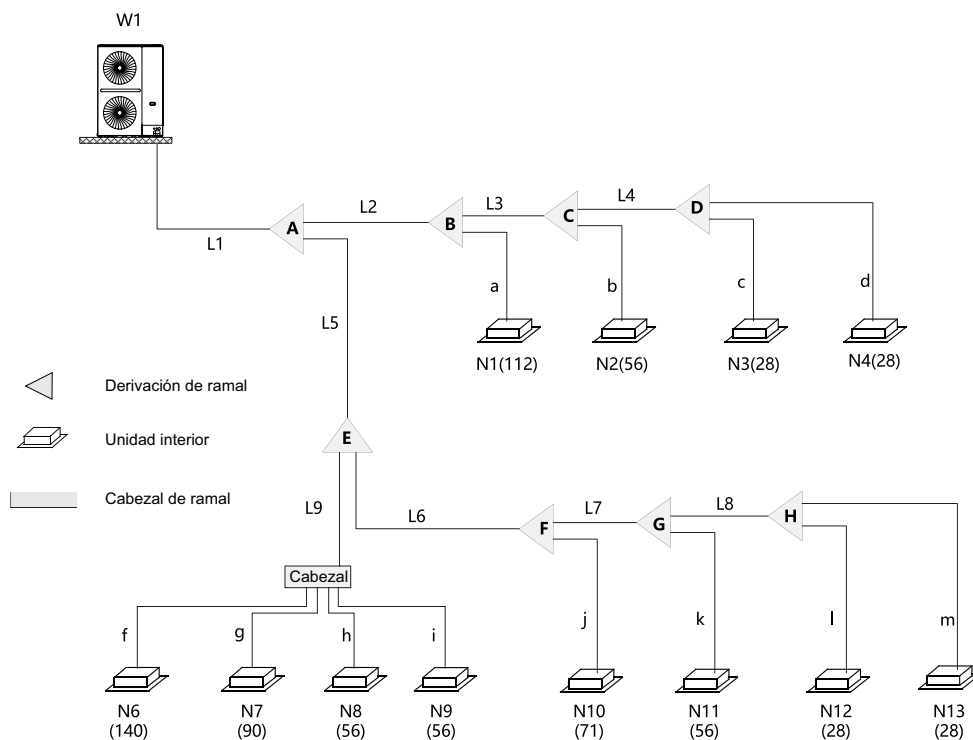 W1
L1
A
L2
B
L3
C
L4
D
a
b
c
d
N1(112)
N2(56)
N3(28)
N4(28)
L5
Derivación de ramal
Unidad interior
Cabezal de ramal
E
L9
L6
F
L7
G
L8
H
Cabezal
f
g
h
i
j
k
l
m
N6
(140)
N7
(90)
N8
(56)
N9
(56)
N10
(71)
N11
(56)
N12
(28)
N13
(28)